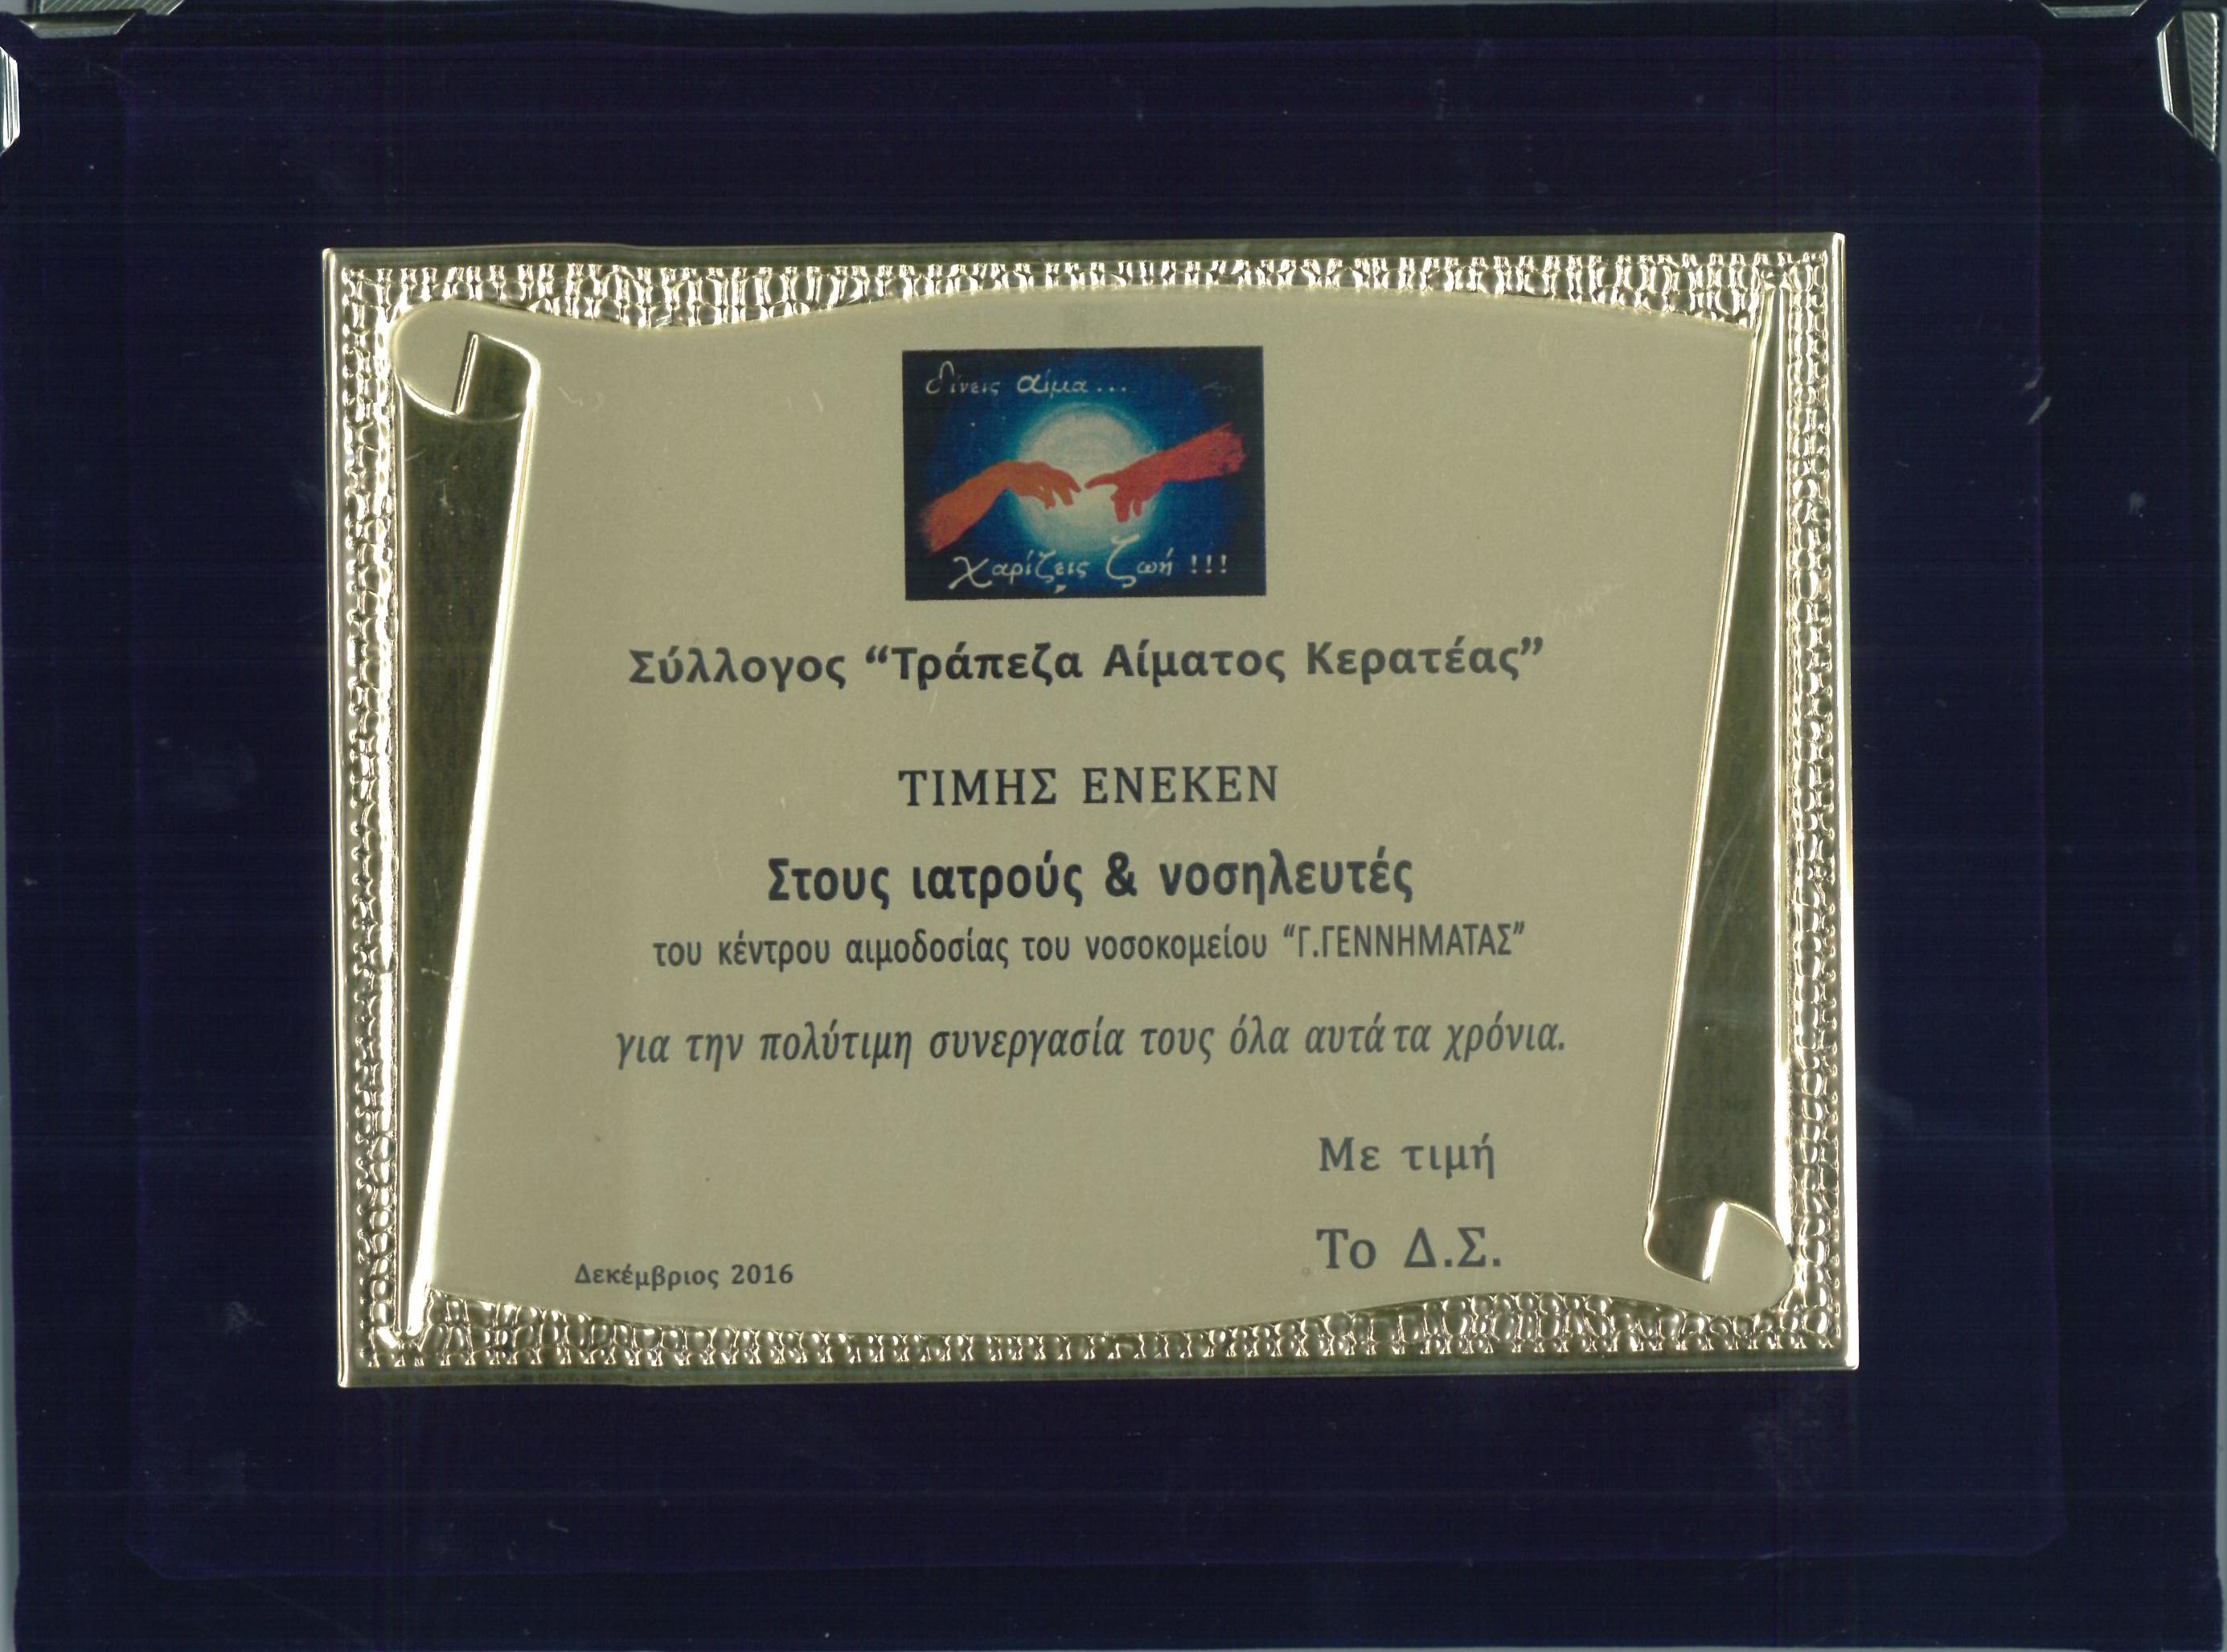 δίνεις αίμα...
χαρίζεις ζωή !!!
Σύλλογος “Τράπεζα Αίματος Κερατέας”
ΤΙΜΗΣ ΕΝΕΚΕΝ
Στους ιατρούς & νοσηλευτές
του κέντρου αιμοδοσίας του νοσοκομείου “Γ.ΓΕΝΝΗΜΑΤΑΣ”
για την πολύτιμη συνεργασία τους όλα αυτά τα χρόνια.
Με τιμή
Το Δ.Σ.
Δεκέμβριος 2016